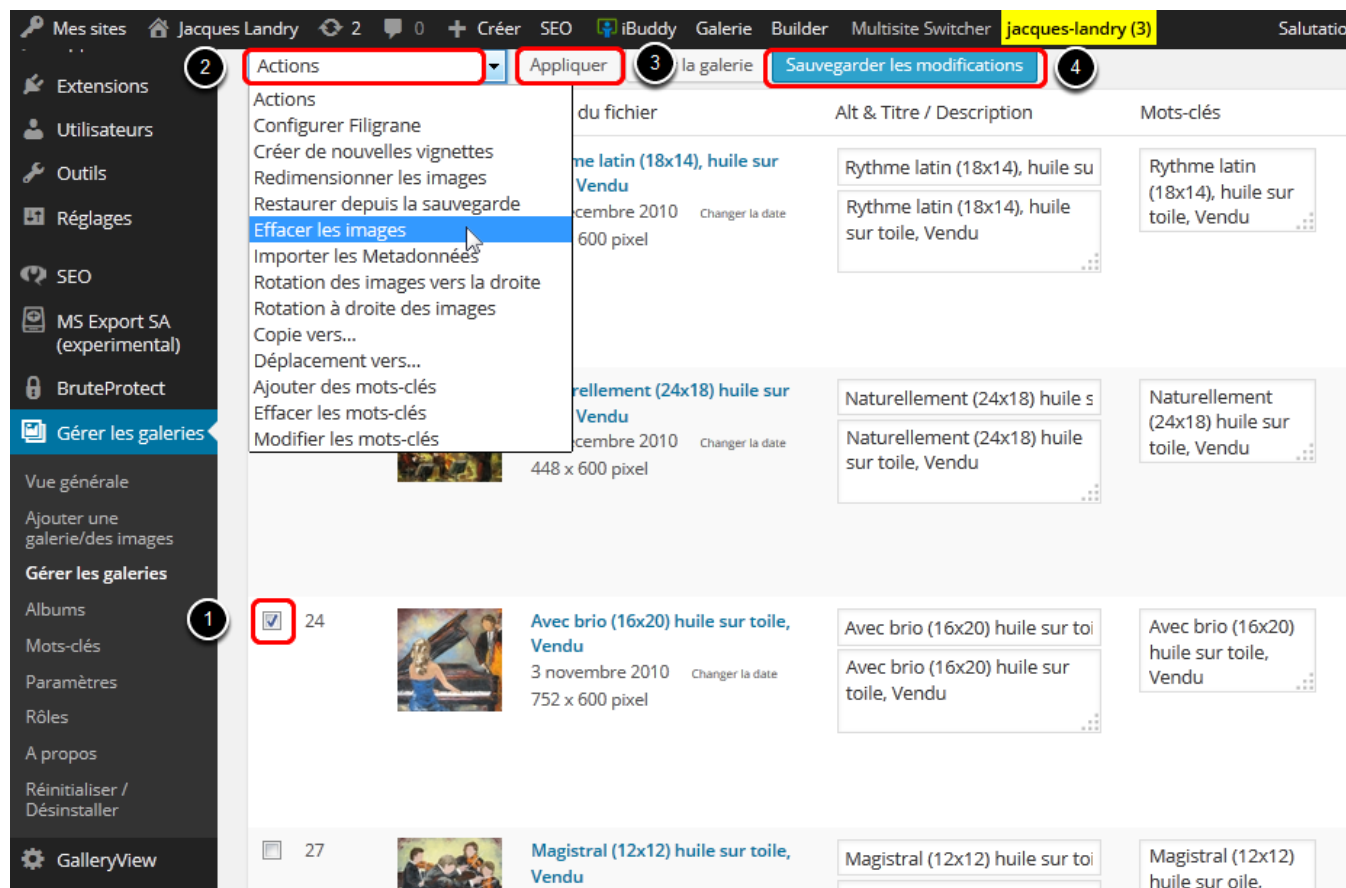 Mes sites Jacques Landry 2 0 + Créer SEO iBuddy Galerie Builder Multisite Switcher jacques-landry (3) Salutatio
Extensions
Utilisateurs
Outils
Réglages
SEO
MS Export SA
(experimental)
BruteProtect
Gérer les galeries
Vue générale
Ajouter une
galerie/des images
Gérer les galeries
Albums
Mots-clés
Paramètres
Rôles
A propos
Réinitialiser /
Désinstaller
GalleryView
2 Actions Appliquer 3 la galerie Sauvegarder les modifications 4
Actions
Configurer Filigrane
Créer de nouvelles vignettes
Redimensionner les images
Restaurer depuis la sauvegarde
Effacer les images
Importer les Metadonnées
Rotation des images vers la droite
Rotation à droite des images
Copie vers...
Déplacement vers...
Ajouter des mots-clés
Effacer les mots-clés
Modifier les mots-clés
du fichier Alt & Titre / Description Mots-clés
me latin (18x14), huile sur
Vendu
cembre 2010 Changer la date
600 pixel
Rythme latin (18x14), huile su
Rythme latin (18x14), huile
sur toile, Vendu
Rythme latin
(18x14), huile sur
toile, Vendu
rellement (24x18) huile sur
Vendu
cembre 2010 Changer la date
448 x 600 pixel
Naturellement (24x18) huile s
Naturellement (24x18) huile
sur toile, Vendu
Naturellement
(24x18) huile sur
toile, Vendu
1 24
Avec brio (16x20) huile sur toile,
Vendu
3 novembre 2010 Changer la date
752 x 600 pixel
Avec brio (16x20) huile sur toi
Avec brio (16x20) huile sur
toile, Vendu
Avec brio (16x20)
huile sur toile,
Vendu
27
Magistral (12x12) huile sur toile,
Vendu
Magistral (12x12) huile sur toi
Magistral (12x12)
huile sur oile,